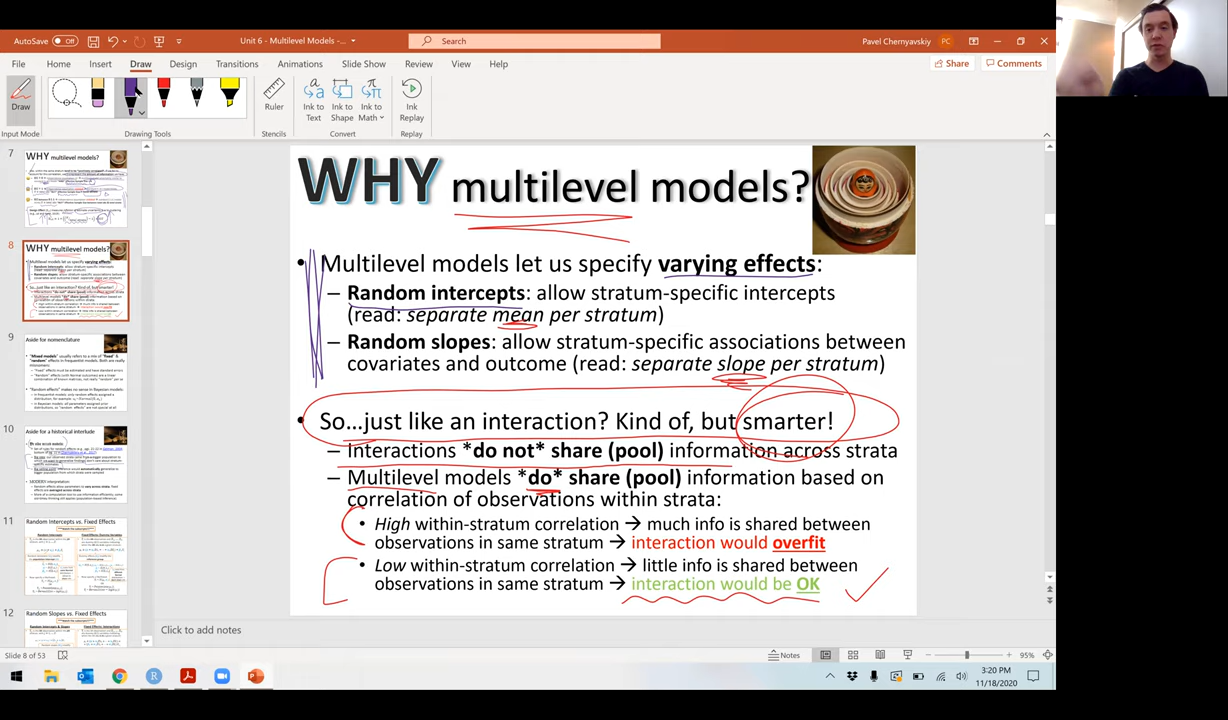 AutoSave Off
Unit 6 - Multilevel Models -...
Search
Pavel Chernyavskiy PC
File Home Insert Draw Design Transitions Animations Slide Show Review View Help
Share Comments
Draw
Ruler
Ink to Text
Ink to Shape
Ink to Math
Ink Replay
Input Mode Drawing Tools Stencils Convert Replay
7
WHY multilevel models?
8
WHY multilevel models?
9
Aside for nomenclature
10
Aside for a historical interlude
11
Random Intercepts vs. Fixed Effects
12
Random Slopes vs. Fixed Effects
WHY multilevel models?
• Multilevel models let us specify varying effects:
– Random intercepts: allow stratum-specific intercepts
(read: separate mean per stratum)
– Random slopes: allow stratum-specific associations between
covariates and outcome (read: separate slope per stratum)
• So...just like an interaction? Kind of, but smarter!
– Interactions *do not* share (pool) information across strata
– Multilevel models *do* share (pool) information based on
correlation of observations within strata:
• High within-stratum correlation → much info is shared between
observations in same stratum → interaction would overfit
• Low within-stratum correlation → little info is shared between
observations in same stratum → interaction would be OK
Click to add notes
Slide 8 of 53
Notes
95%
3:20 PM
11/18/2020